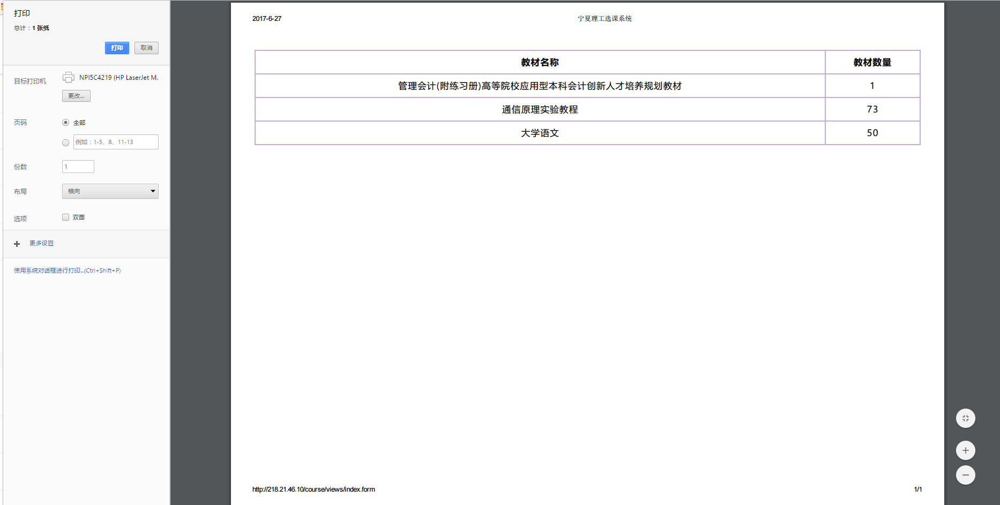 打印
总计：1 张纸
打印 取消
目标打印机 NPI5C4219 (HP LaserJet M.
更改...
页码 全部
例如：1-5、8、11-13
份数 1
布局 横向
选项 双面
更多设置
使用系统对话框进行打印...(Ctrl+Shift+P)
2017-6-27 宁夏理工选课系统
教材名称 教材数量
管理会计(附练习册)高等院校应用型本科会计创新人才培养规划教材 1
通信原理实验教程 73
大学语文 50
http://218.21.46.10/course/views/index.form 1/1